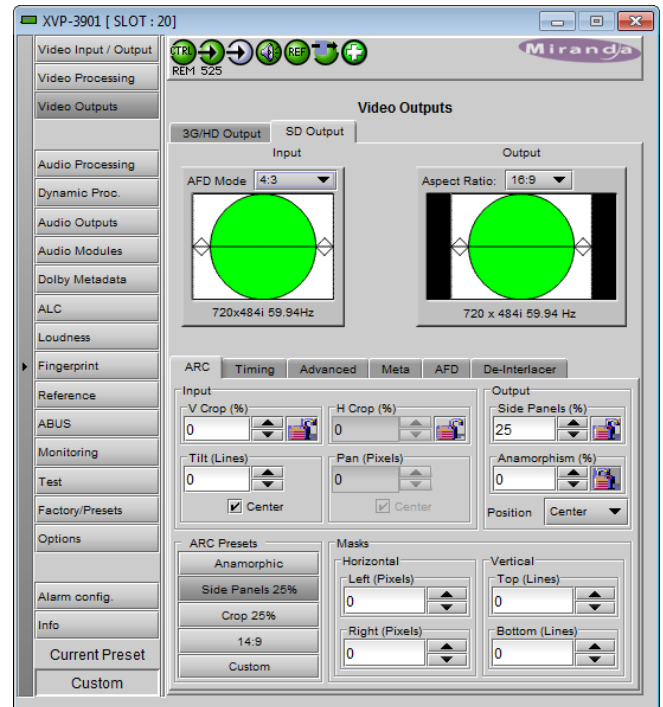 XVP-3901 [ SLOT : 20]
Video Input / Output
Video Processing
Video Outputs
Audio Processing
Dynamic Proc.
Audio Outputs
Audio Modules
Dolby Metadata
ALC
Loudness
Fingerprint
Reference
ABUS
Monitoring
Test
Factory/Presets
Options
Alarm config.
Info
Current Preset
Custom
CTRL
REF
REM 525
Miranda
Video Outputs
3G/HD Output
SD Output
Input
AFD Mode 4:3
720x484i 59.94Hz
Output
Aspect Ratio: 16:9
720 x 484i 59.94 Hz
ARC
Timing
Advanced
Meta
AFD
De-Interlacer
Input
V Crop (%)
0
H Crop (%)
0
Tilt (Lines)
0
Center
Pan (Pixels)
0
Center
Output
Side Panels (%)
25
Anamorphism (%)
0
Position Center
ARC Presets
Anamorphic
Side Panels 25%
Crop 25%
14:9
Custom
Masks
Horizontal
Left (Pixels)
0
Right (Pixels)
0
Vertical
Top (Lines)
0
Bottom (Lines)
0